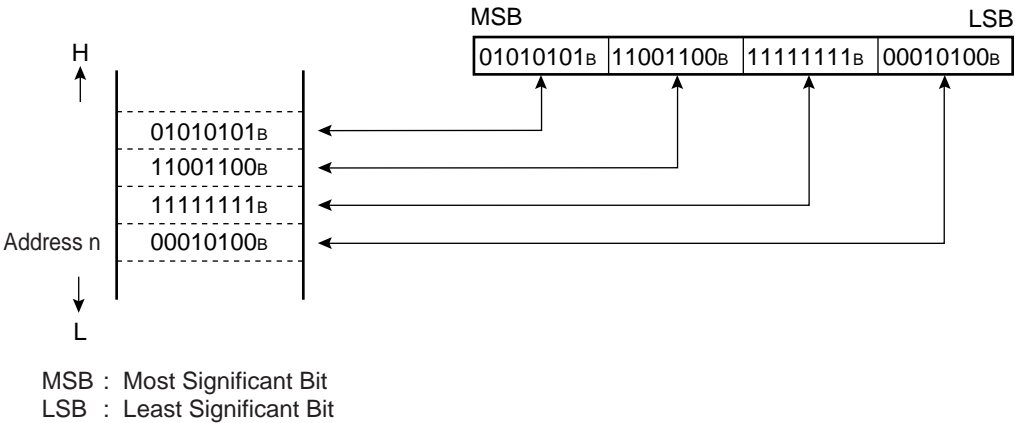 MSB LSB
01010101B 11001100B 11111111B 00010100B
H
01010101B
11001100B
11111111B
Address n 00010100B
L
MSB : Most Significant Bit
LSB : Least Significant Bit